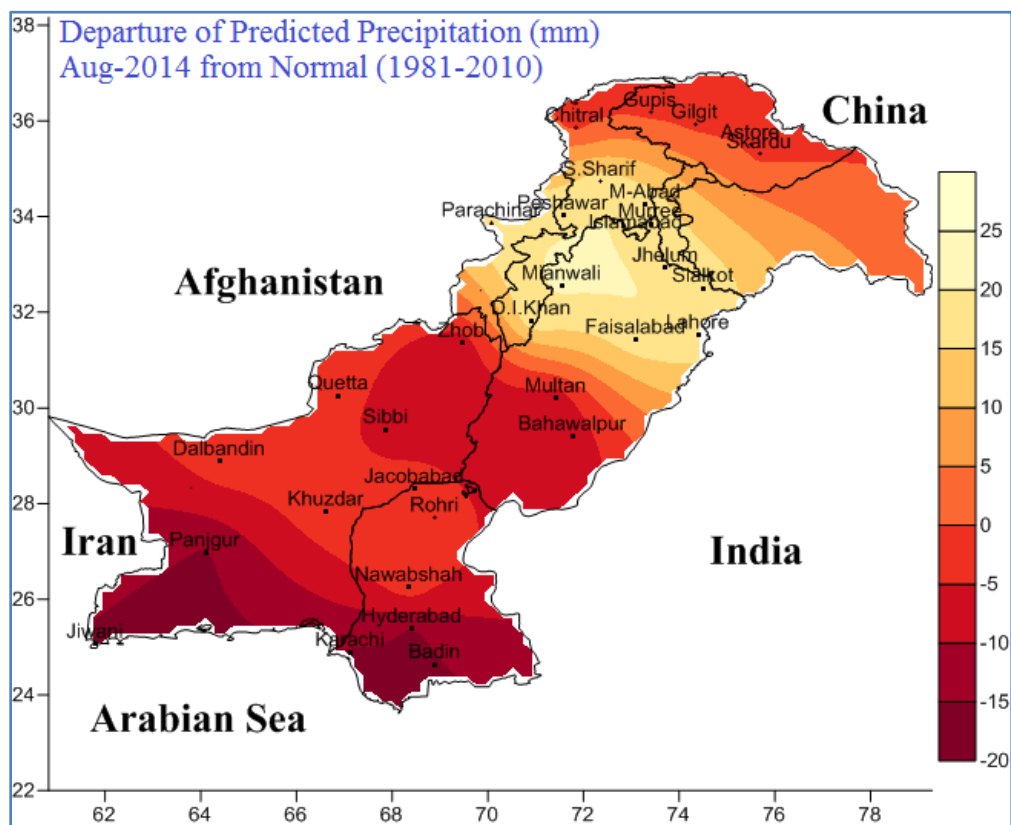 Departure of Predicted Precipitation (mm)
Aug-2014 from Normal (1981-2010)
38
36
34
32
30
28
26
24
22
62
64
66
68
70
72
74
76
78
China
Afghanistan
Iran
India
Arabian Sea
Chitral
Gupis
Gilgit
Astore
Skardu
S.Sharif
M-Abad
Peshawar
Murree
Parachinar
Islamabad
Jhelum
Mianwali
Sialkot
D.I.Khan
Zhob
Faisalabad
Lahore
Quetta
Multan
Sibbi
Bahawalpur
Dalbandin
Jacobabad
Khuzdar
Rohri
Panjgur
Nawabshah
Hyderabad
Jiwani
Karachi
Badin
25
20
15
10
5
0
-5
-10
-15
-20